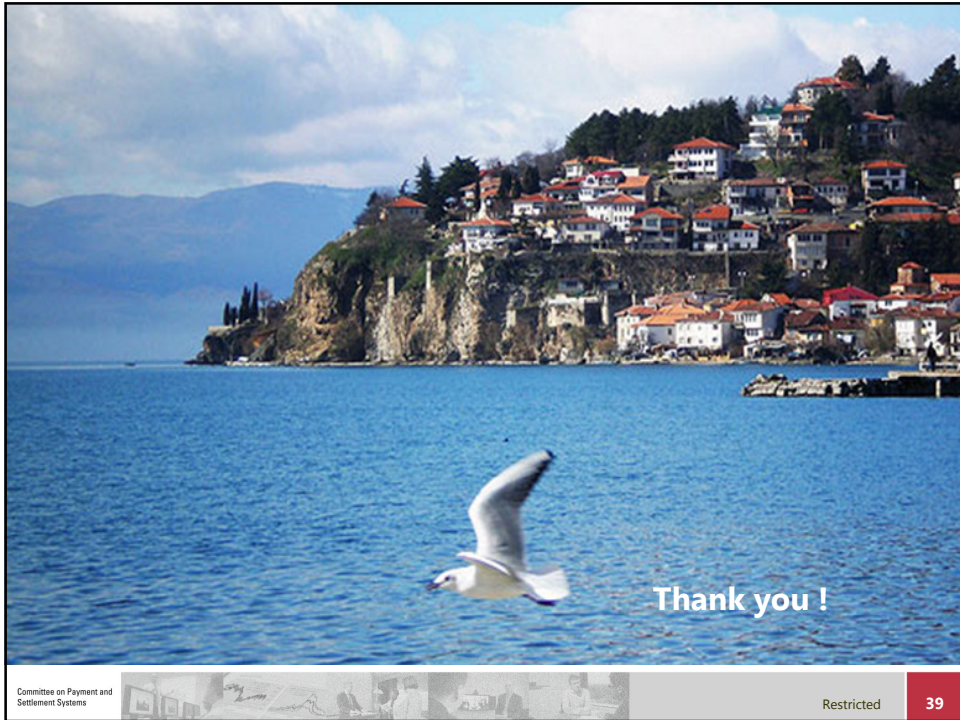 Thank you !
Committee on Payment and
Settlement Systems
Restricted
39